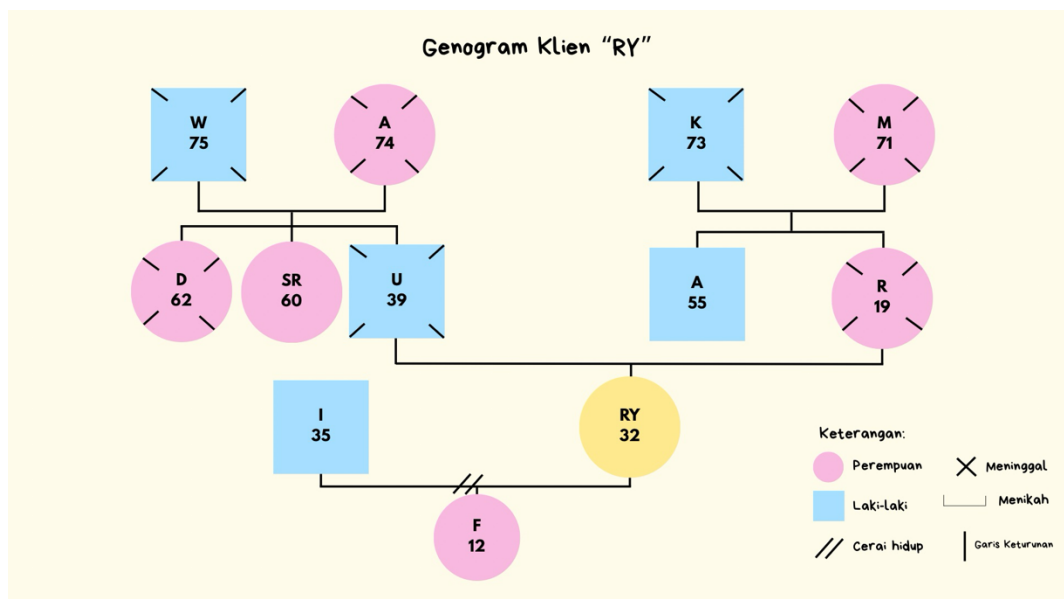 Genogram Klien “RY”
W
75
A
74
K
73
M
71
D
62
SR
60
U
39
A
55
R
19
I
35
RY
32
F
12
Keterangan:
Perempuan
Meninggal
Laki-laki
Menikah
Cerai hidup
Garis Keturunan